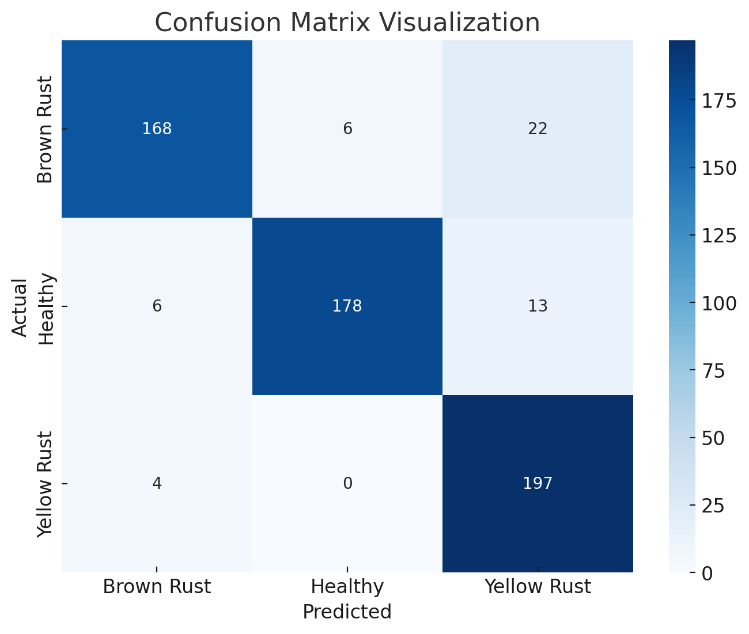 Confusion Matrix Visualization
Brown Rust
168
6
22
Actual
Healthy
6
178
13
Yellow Rust
4
0
197
Brown Rust
Healthy
Yellow Rust
Predicted
175
150
125
100
75
50
25
0